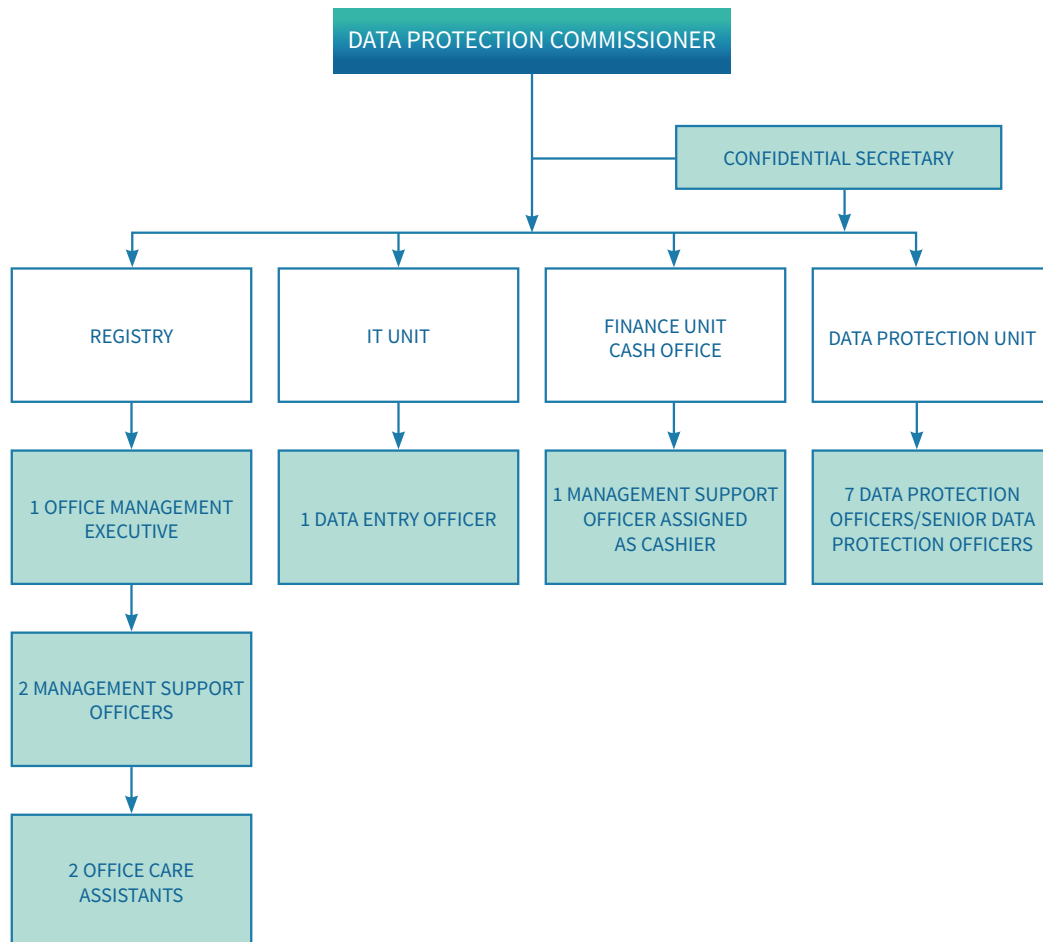 DATA PROTECTION COMMISSIONER
CONFIDENTIAL SECRETARY
REGISTRY
IT UNIT
FINANCE UNIT
CASH OFFICE
DATA PROTECTION UNIT
1 OFFICE MANAGEMENT
EXECUTIVE
1 DATA ENTRY OFFICER
1 MANAGEMENT SUPPORT
OFFICER ASSIGNED
AS CASHIER
7 DATA PROTECTION
OFFICERS/SENIOR DATA
PROTECTION OFFICERS
2 MANAGEMENT SUPPORT
OFFICERS
2 OFFICE CARE
ASSISTANTS